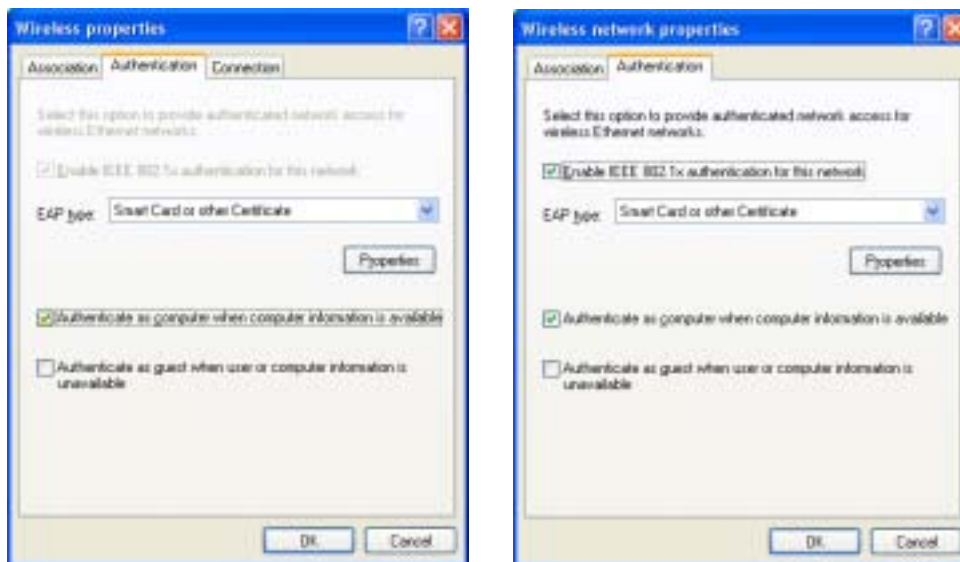 Wireless properties
Association Authentication Connection
Select this option to provide authenticated network access for
wireless Ethernet networks.
Enable IEEE 802.1x authentication for this network
EAP type: Smart Card or other Certificate
Properties
Authenticate as computer when computer information is available
Authenticate as guest when user or computer information is
unavailable
OK Cancel
Wireless network properties
Association Authentication
Select this option to provide authenticated network access for
wireless Ethernet networks.
Enable IEEE 802.1x authentication for this network
EAP type: Smart Card or other Certificate
Properties
Authenticate as computer when computer information is available
Authenticate as guest when user or computer information is
unavailable
OK Cancel